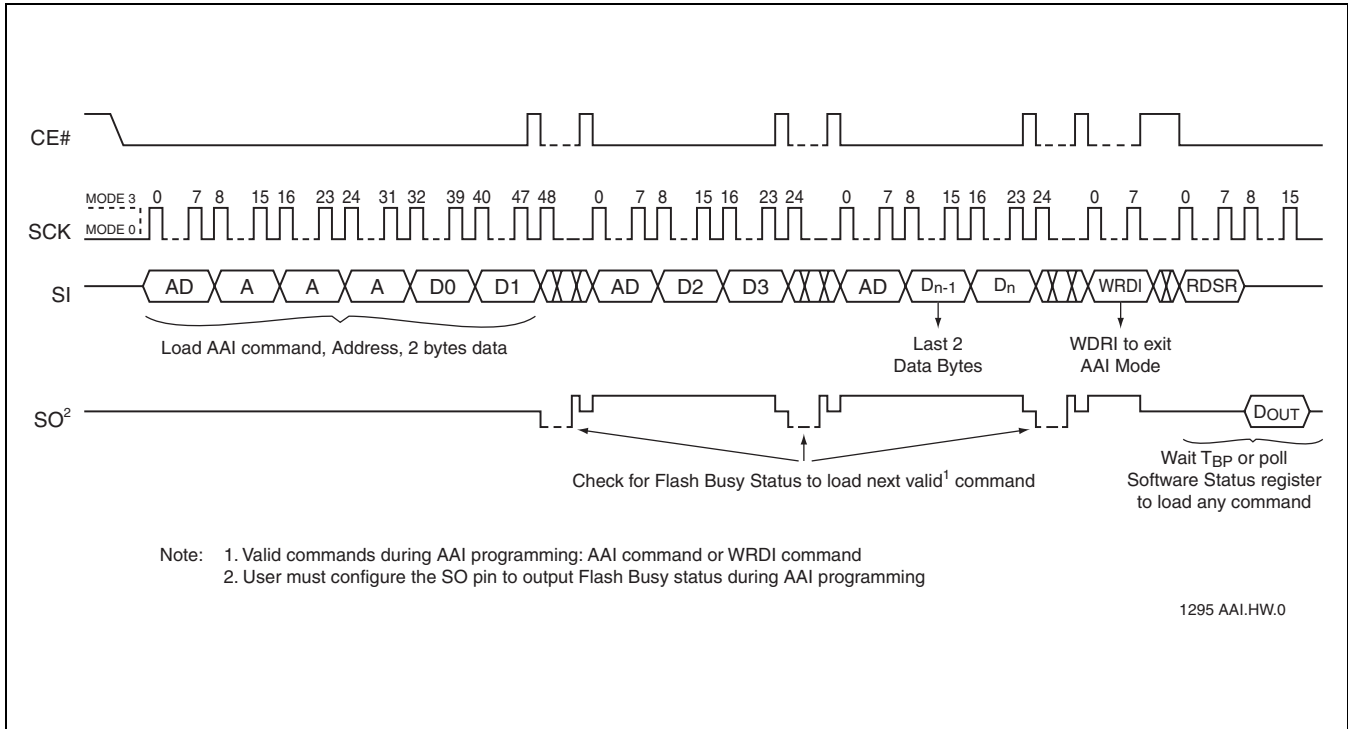 CE#
MODE 3 0 7 8 15 16 23 24 31 32 39 40 47 48 0 7 8 15 16 23 24 0 7 8 15 16 23 24 0 7 0 7 8 15
SCK MODE 0
SI AD A A A D0 D1 AD D2 D3 AD Dn-1 Dn WRDI RDSR
Load AAI command, Address, 2 bytes data
Last 2
Data Bytes
WDRI to exit
AAI Mode
SO2 DOUT
Check for Flash Busy Status to load next valid1 command
Wait TBP or poll
Software Status register
to load any command
Note: 1. Valid commands during AAI programming: AAI command or WRDI command
2. User must configure the SO pin to output Flash Busy status during AAI programming
1295 AAI.HW.0